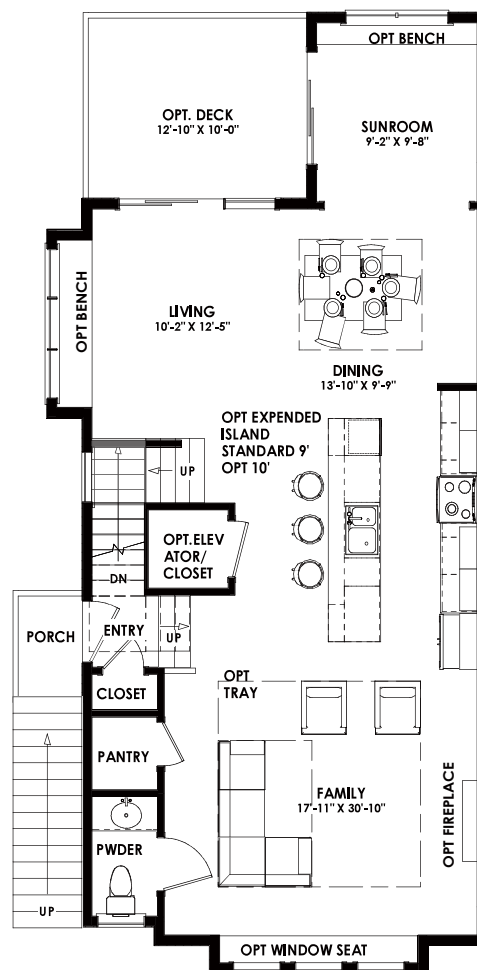 OPT BENCH
OPT. DECK
12'-10" X 10'-0"
SUNROOM
9'-2" X 9'-8"
OPT BENCH
LIVING
10'-2" X 12'-5"
DINING
13'-10" X 9'-9"
OPT EXPENDED
ISLAND
STANDARD 9'
OPT 10'
UP
OPT.ELEV
ATOR/
CLOSET
DN
PORCH
ENTRY
UP
CLOSET
OPT
TRAY
PANTRY
FAMILY
17'-11" X 30'-10"
OPT FIREPLACE
PWDER
UP
OPT WINDOW SEAT